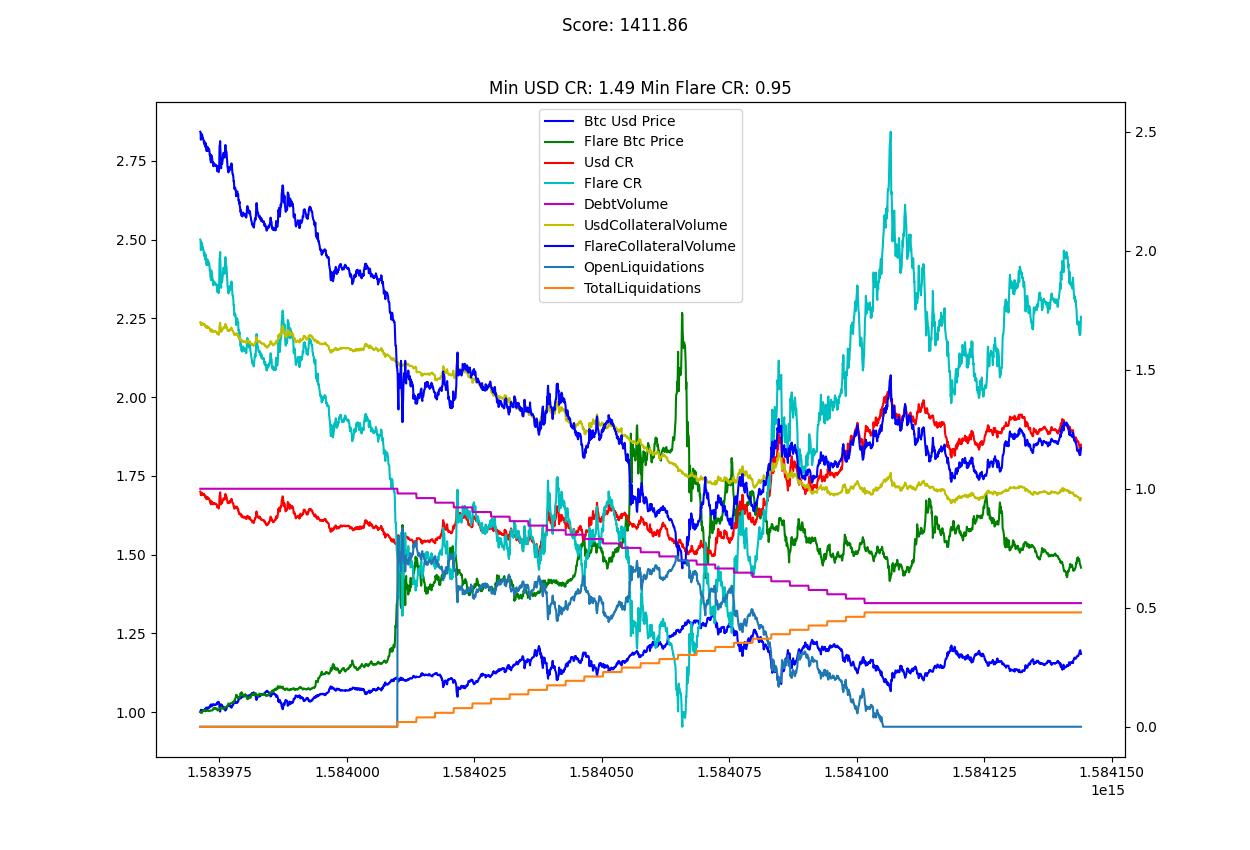 Score: 1411.86
Min USD CR: 1.49 Min Flare CR: 0.95
Btc Usd Price
Flare Btc Price
Usd CR
Flare CR
DebtVolume
UsdCollateralVolume
FlareCollateralVolume
OpenLiquidations
TotalLiquidations
2.75
2.50
2.25
2.00
1.75
1.50
1.25
1.00
2.5
2.0
1.5
1.0
0.5
0.0
1.583975 1.584000 1.584025 1.584050 1.584075 1.584100 1.584125 1.584150
1e15